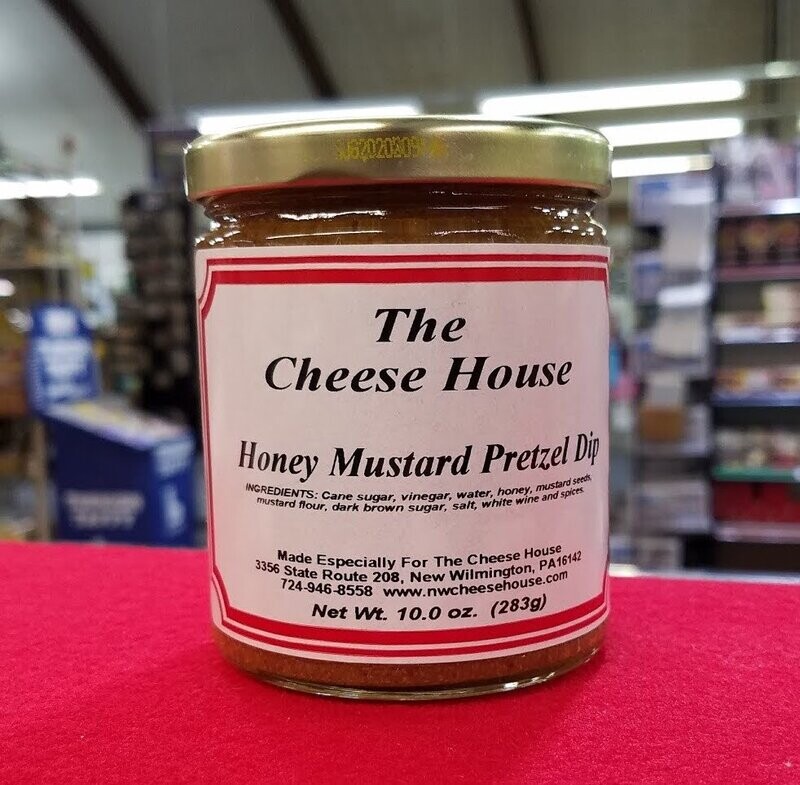 The
Cheese House
Honey Mustard Pretzel Dip
INGREDIENTS: Cane sugar, vinegar, water, honey, mustard seeds,
mustard flour, dark brown sugar, salt, white wine and spices.
Made Especially For The Cheese House
3356 State Route 208, New Wilmington, PA16142
724-946-8558 www.nwcheesehouse.com
Net Wt. 10.0 oz. (283g)